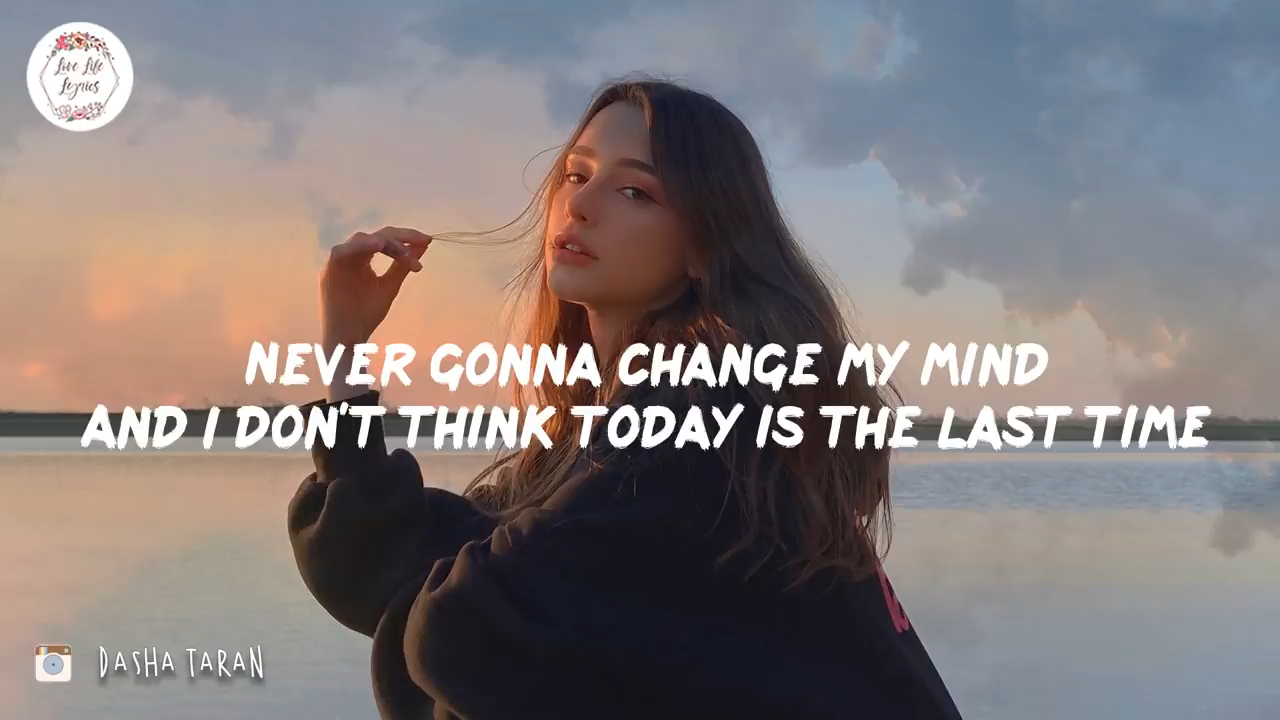 Love Life
Lyrics
NEVER GONNA CHANGE MY MIND
AND I DON'T THINK TODAY IS THE LAST TIME
DASHA TARAN